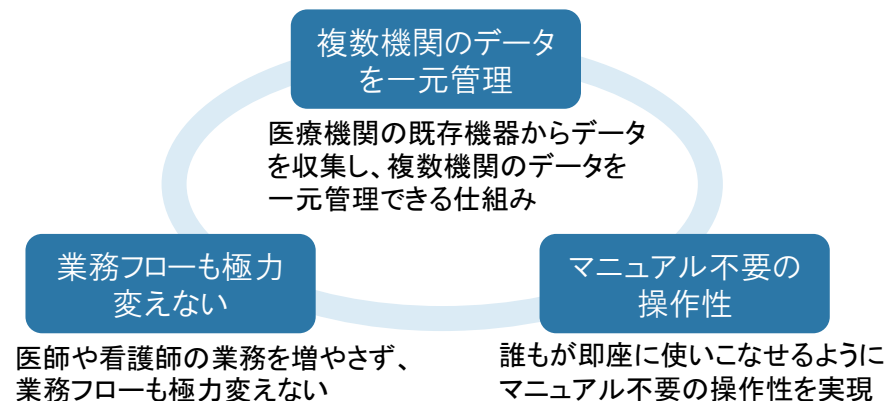 複数機関のデータ
を一元管理
医療機関の既存機器からデータ
を収集し、複数機関のデータを
一元管理できる仕組み
業務フローも極力
変えない
医師や看護師の業務を増やさず、
業務フローも極力変えない
マニュアル不要の
操作性
誰もが即座に使いこなせるように
マニュアル不要の操作性を実現